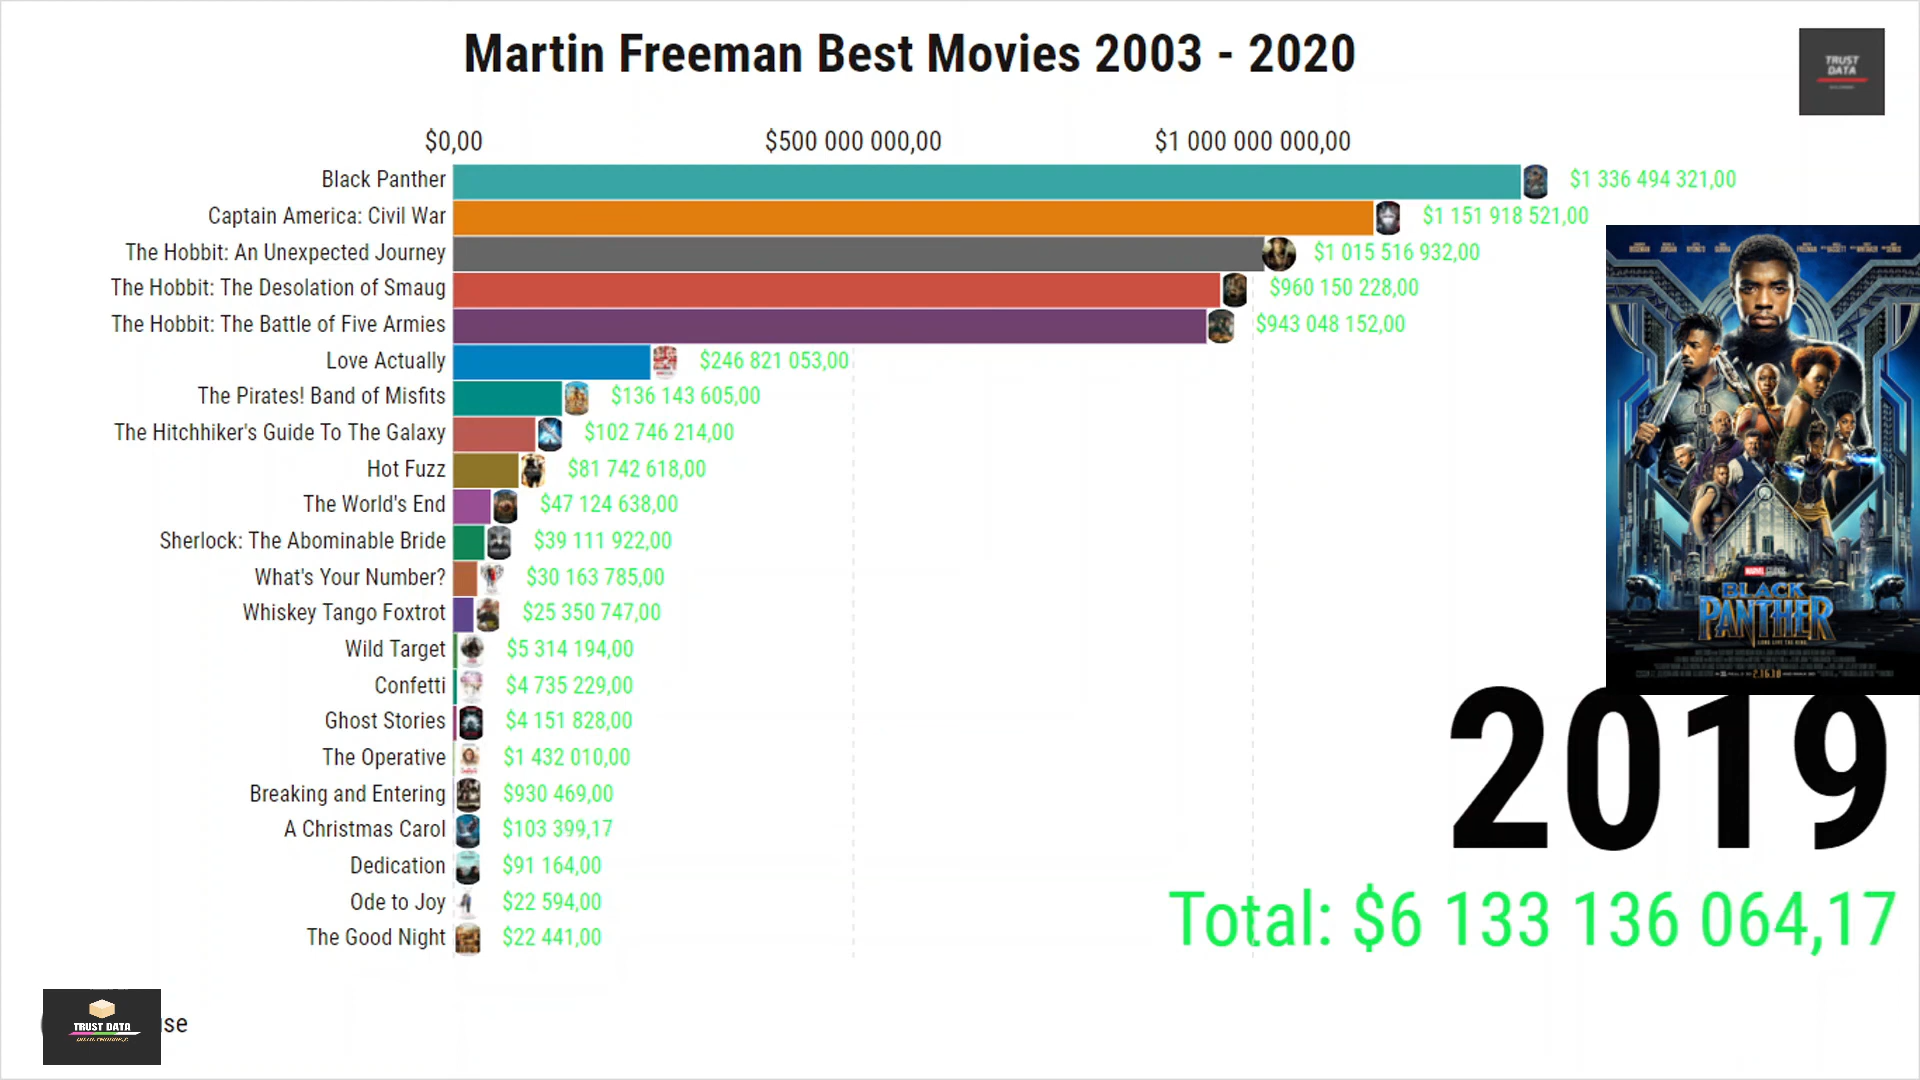 Martin Freeman Best Movies 2003 - 2020
TRUST
DATA
$0,00 $500 000 000,00 $1 000 000 000,00
Black Panther $1 336 494 321,00
Captain America: Civil War $1 151 918 521,00
The Hobbit: An Unexpected Journey $1 015 516 932,00
The Hobbit: The Desolation of Smaug $960 150 228,00
The Hobbit: The Battle of Five Armies $943 048 152,00
Love Actually $246 821 053,00
The Pirates! Band of Misfits $136 143 605,00
The Hitchhiker's Guide To The Galaxy $102 746 214,00
Hot Fuzz $81 742 618,00
The World's End $47 124 638,00
Sherlock: The Abominable Bride $39 111 922,00
What's Your Number? $30 163 785,00
Whiskey Tango Foxtrot $25 350 747,00
Wild Target $5 314 194,00
Confetti $4 735 229,00
Ghost Stories $4 151 828,00
The Operative $1 432 010,00
Breaking and Entering $930 469,00
A Christmas Carol $103 399,17
Dedication $91 164,00
Ode to Joy $22 594,00
The Good Night $22 441,00
MARVEL STUDIOS
BLACK
PANTHER
LONG LIVE THE KING
2.16.18
2019
Total: $6 133 136 064,17
TRUST DATA
se